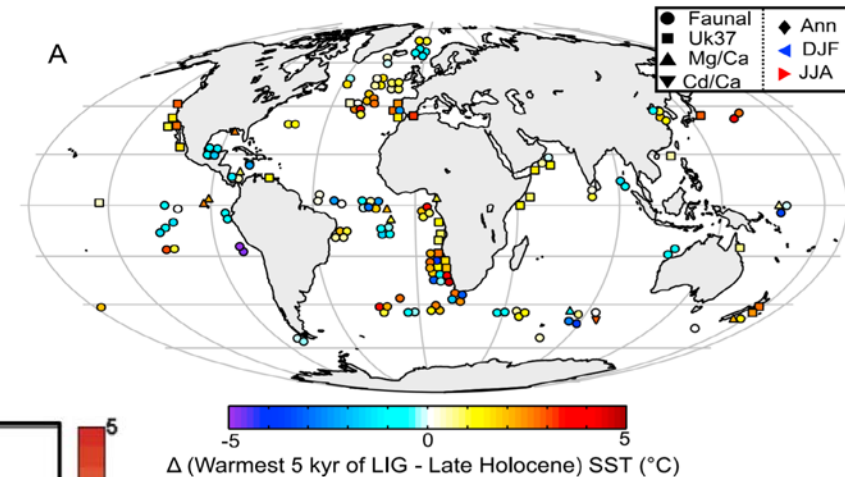 A
Faunal
Uk37
Mg/Ca
Cd/Ca
Ann
DJF
JJA
5
-5 0 5
Δ (Warmest 5 kyr of LIG - Late Holocene) SST (°C)